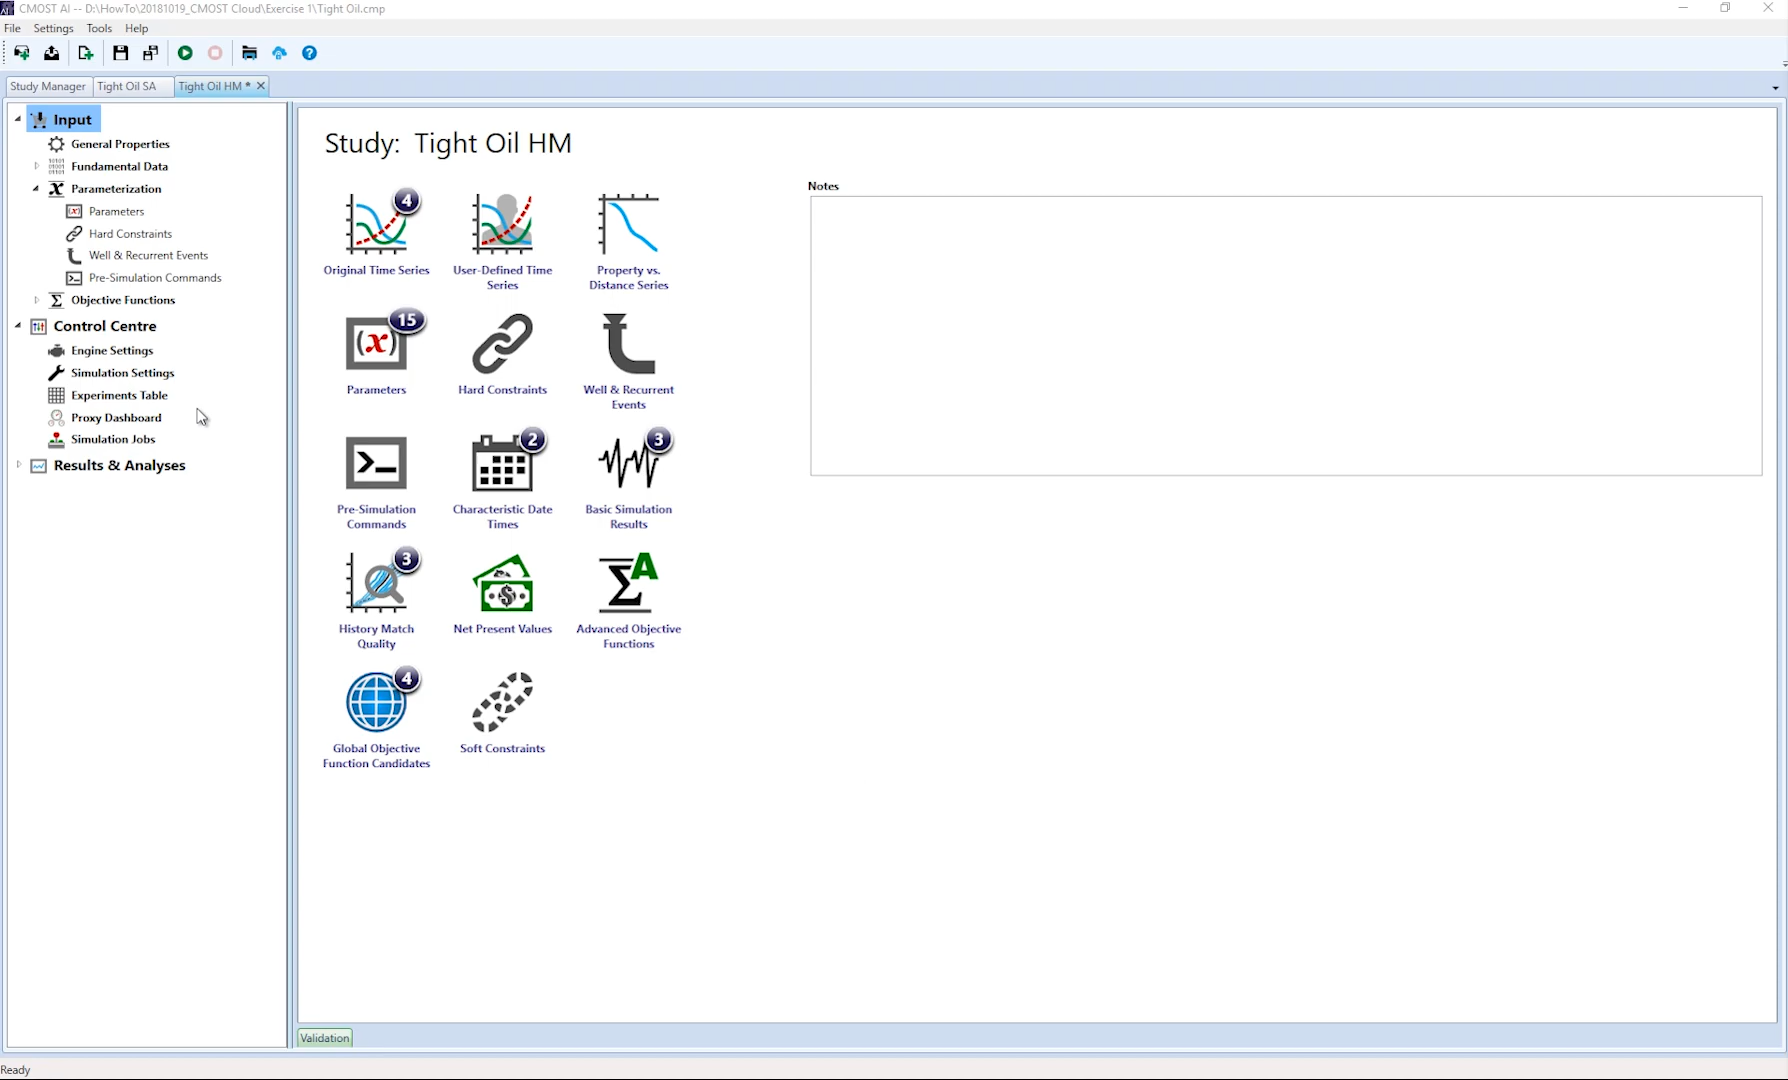 CMOST AI -- D:\HowTo\20181019_CMOST Cloud\Exercise 1\Tight Oil.cmp
File Settings Tools Help
Study Manager Tight Oil SA Tight Oil HM *
Input
General Properties
Fundamental Data
Parameterization
Parameters
Hard Constraints
Well & Recurrent Events
Pre-Simulation Commands
Objective Functions
Control Centre
Engine Settings
Simulation Settings
Experiments Table
Proxy Dashboard
Simulation Jobs
Results & Analyses
Study: Tight Oil HM
4
Original Time Series
User-Defined Time
Series
Property vs.
Distance Series
15
(x)
Parameters
Hard Constraints
Well & Recurrent
Events
Pre-Simulation
Commands
2
Characteristic Date
Times
3
Basic Simulation
Results
3
History Match
Quality
Net Present Values
Advanced Objective
Functions
4
Global Objective
Function Candidates
Soft Constraints
Notes
Validation
Ready